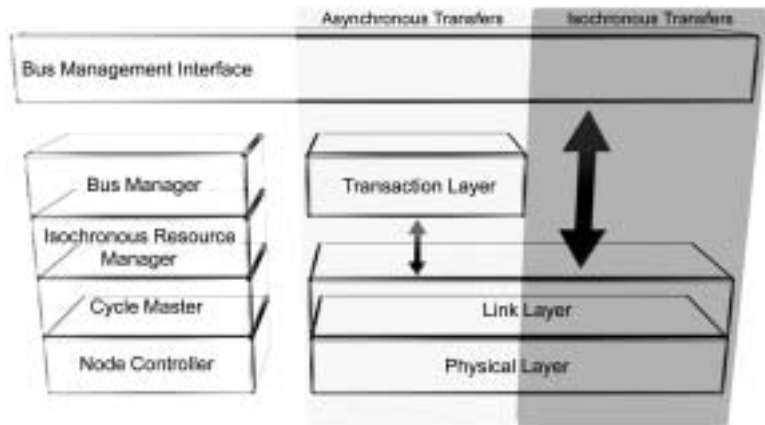 Asynchronous Transfers
Isochronous Transfers
Bus Management Interface
Bus Manager
Transaction Layer
Isochronous Resource
Manager
Cycle Master
Link Layer
Node Controller
Physical Layer